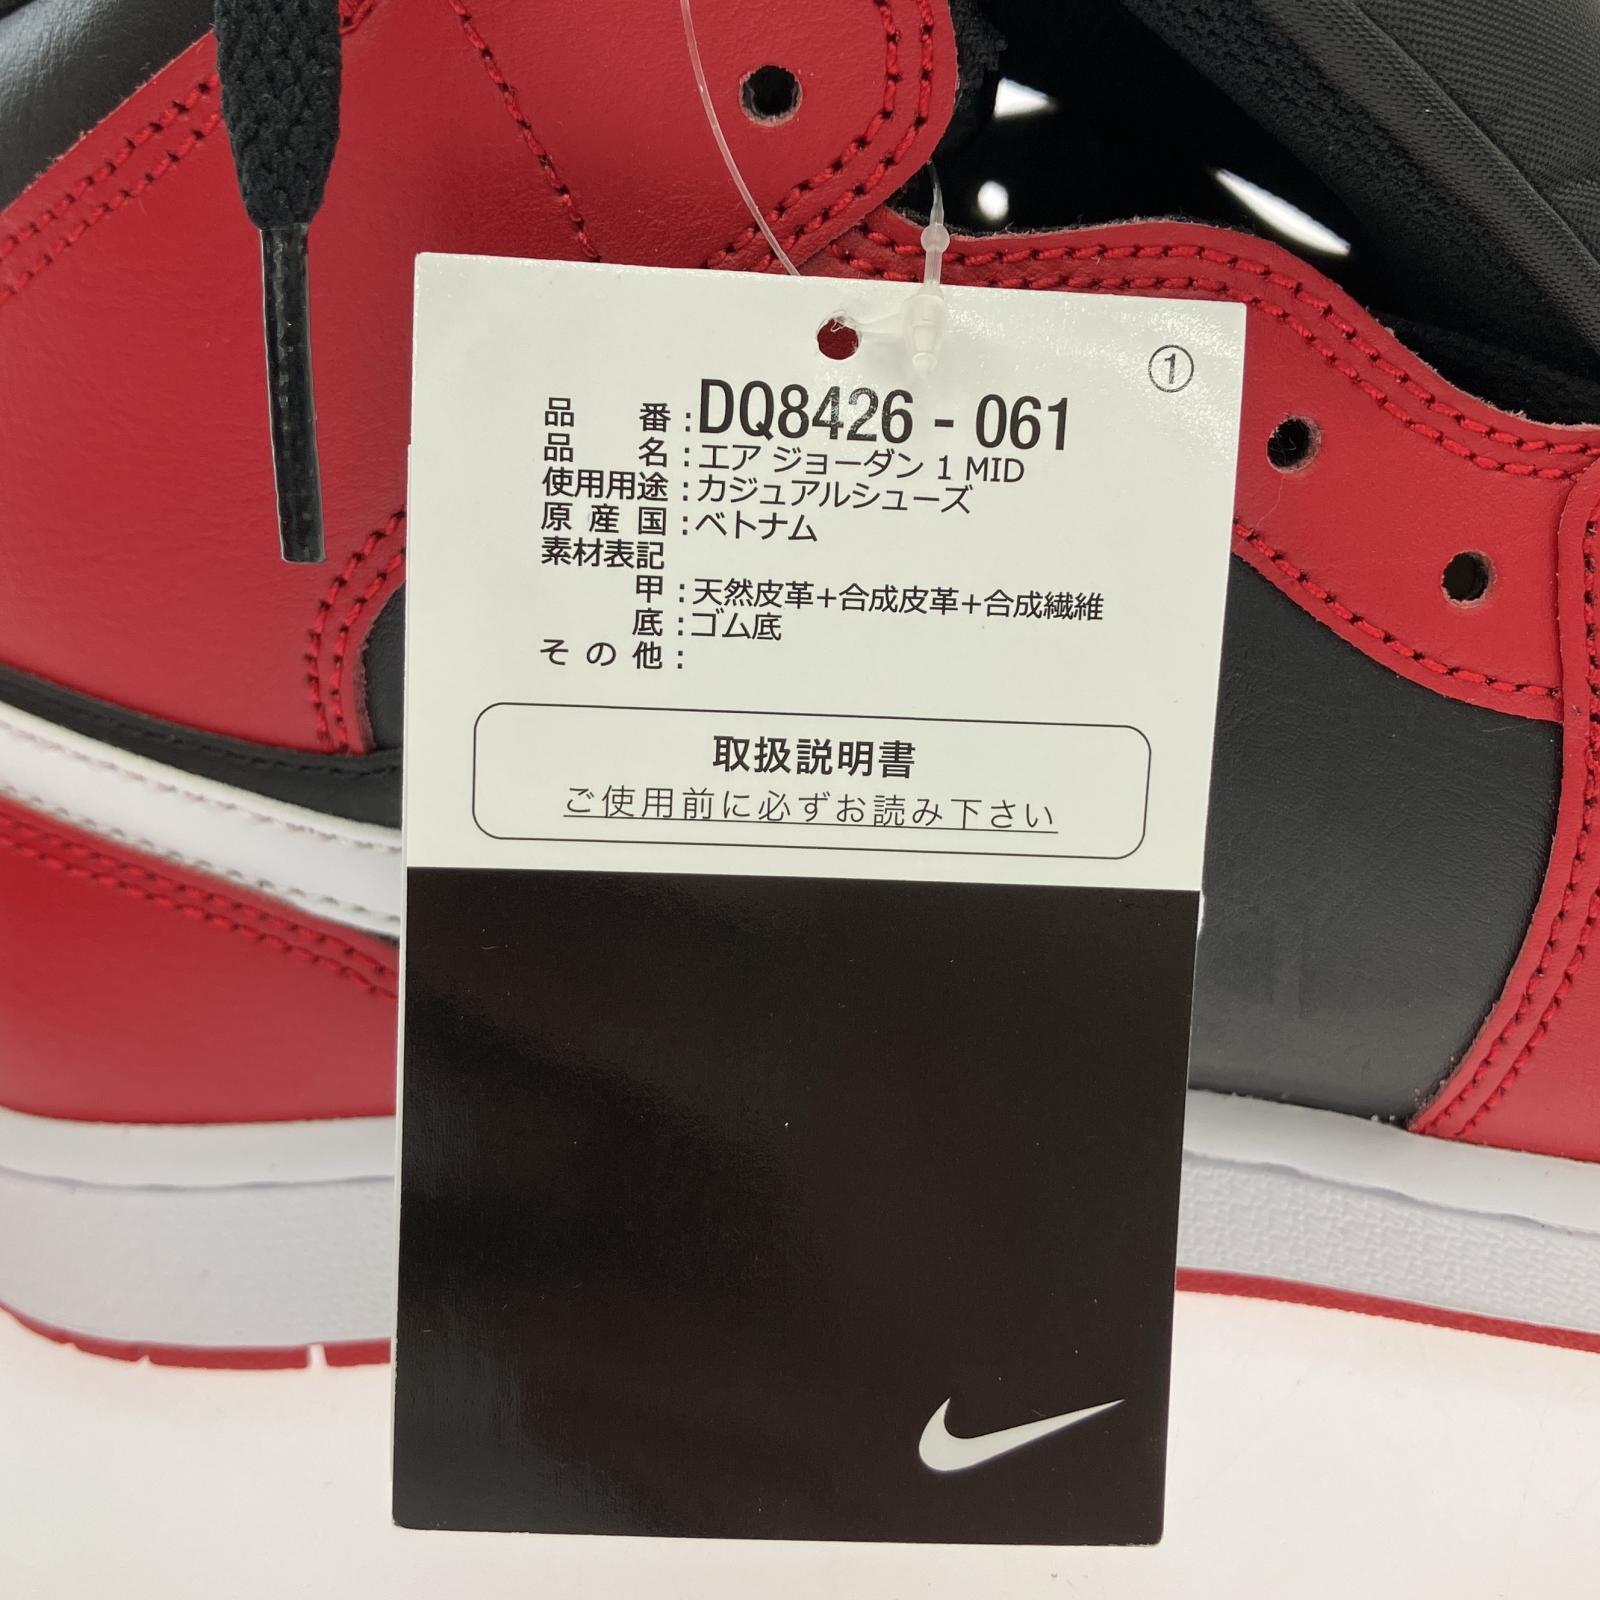 ①
品番:DQ8426-061
品名:エア ジョーダン 1 MID
使用用途:カジュアルシューズ
原産国:ベトナム
素材表記
甲:天然皮革+合成皮革+合成繊維
底:ゴム底
その他:
取扱説明書
ご使用前に必ずお読み下さい